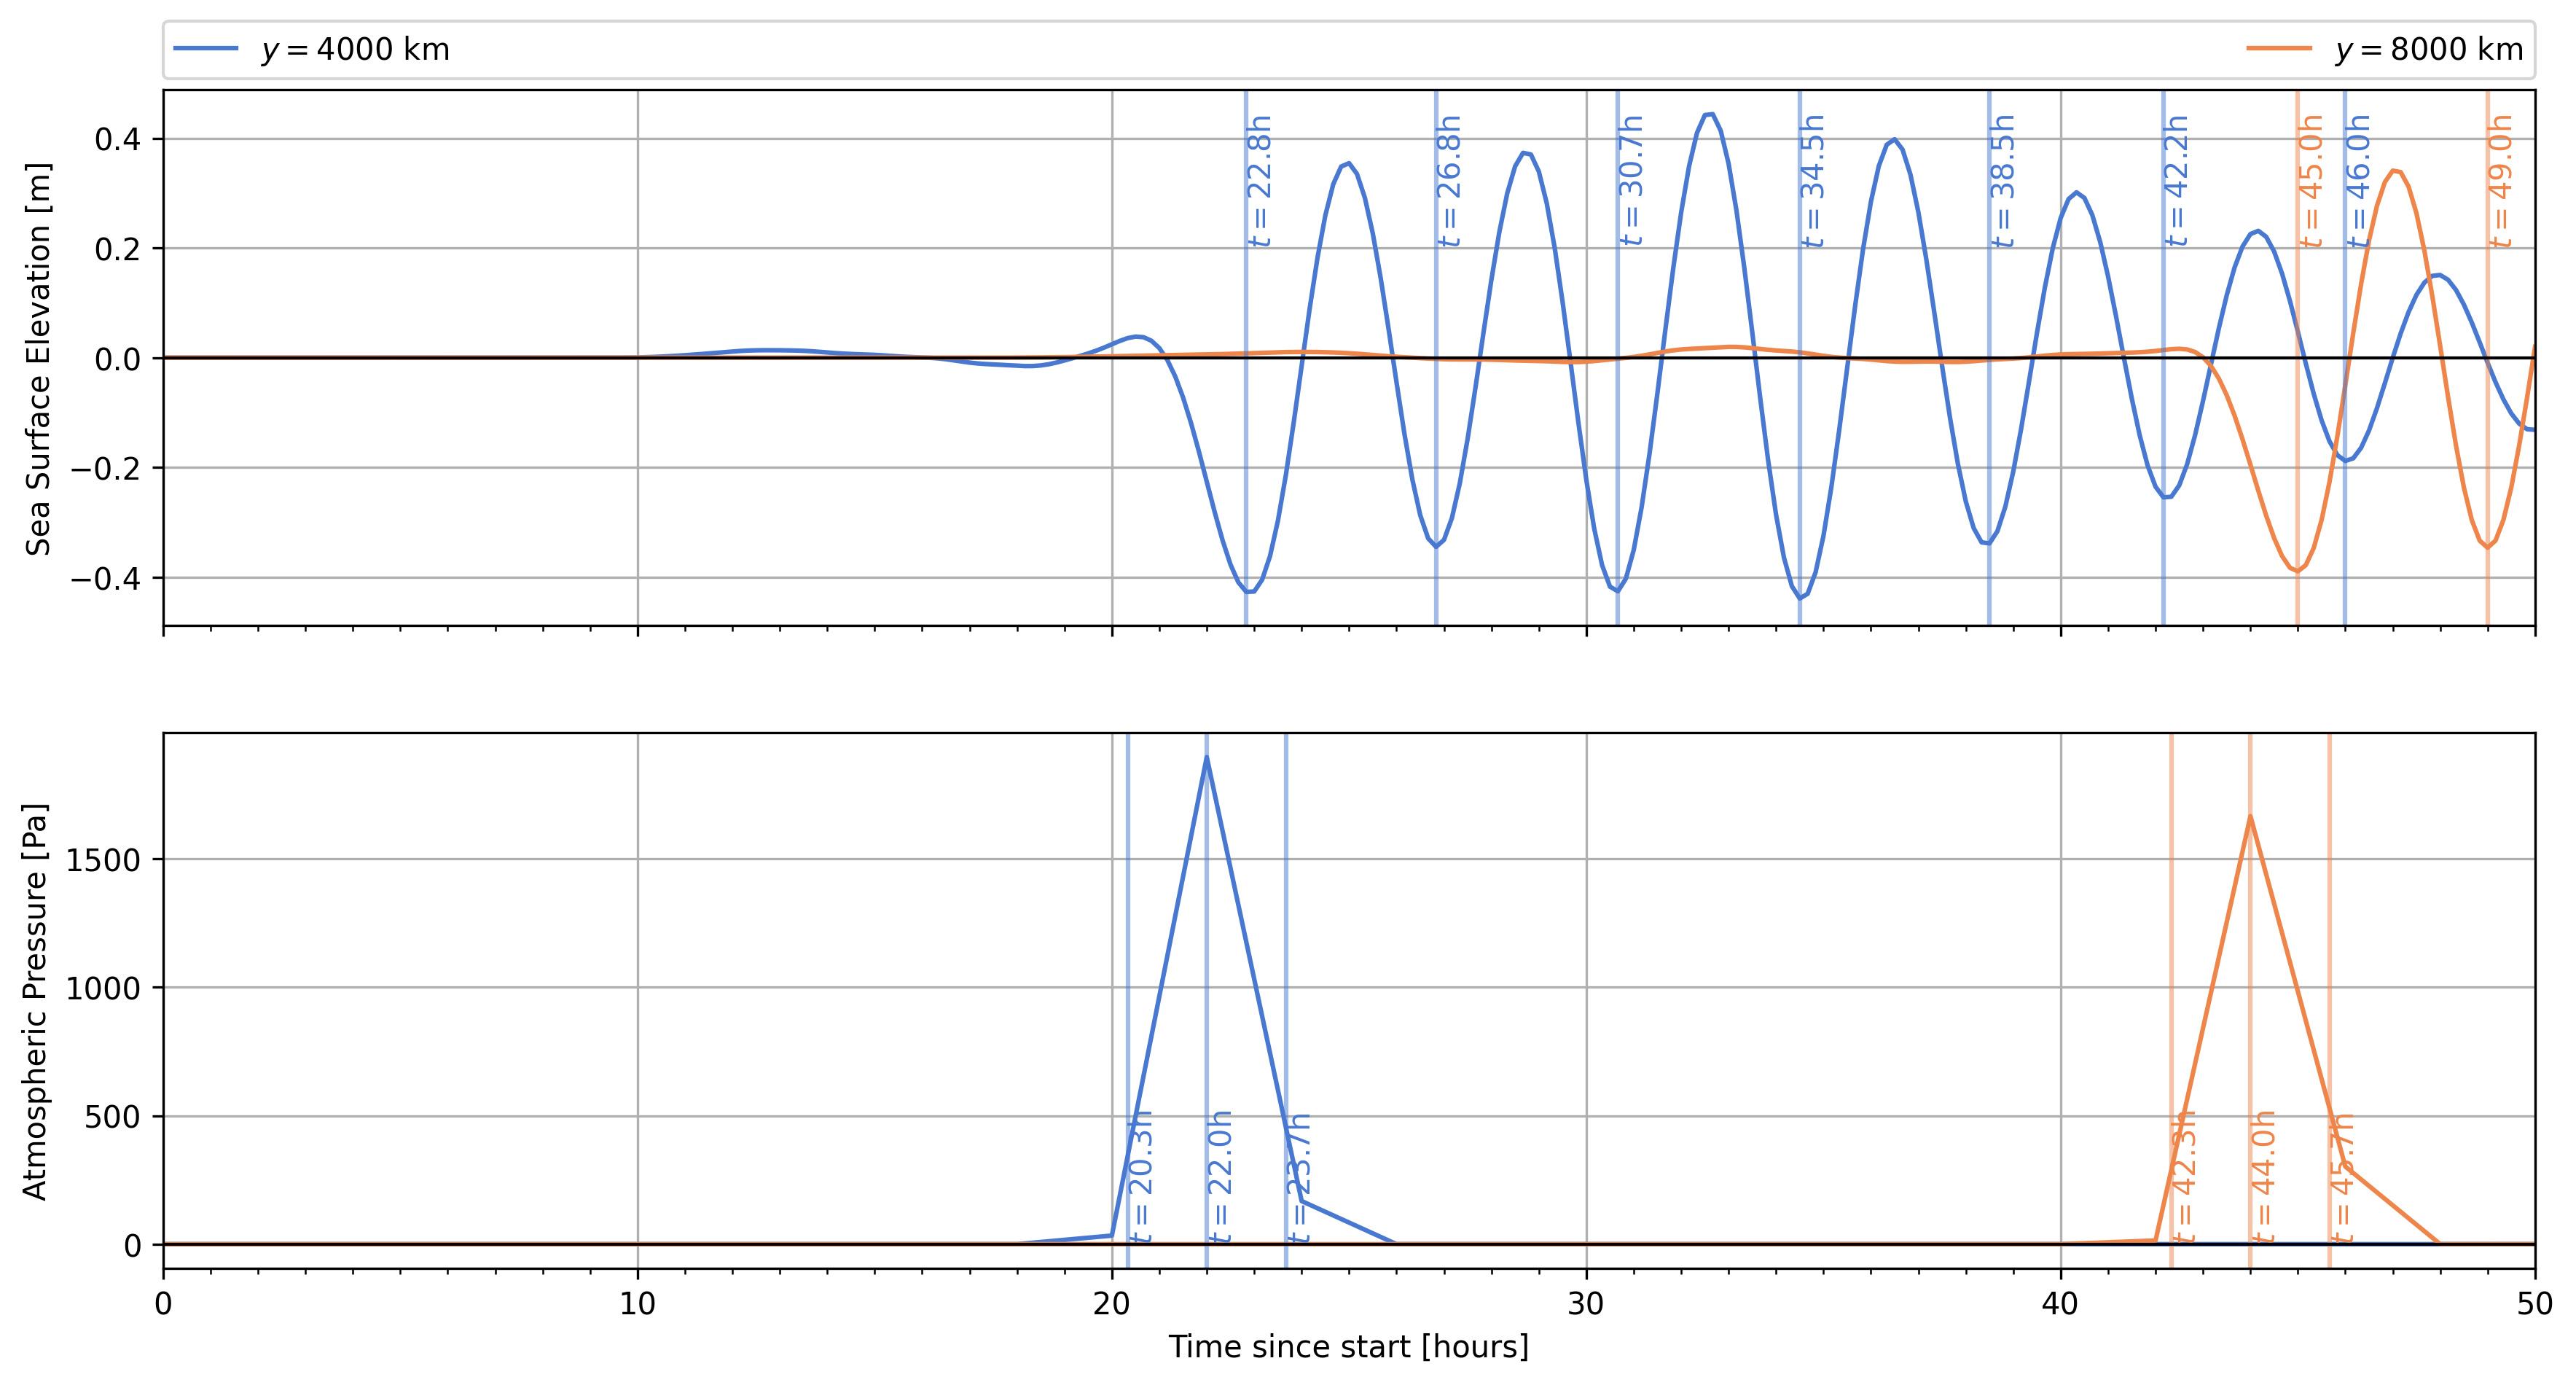 y = 4000 km
y = 8000 km
Sea Surface Elevation [m]
0.4
0.2
0.0
−0.2
−0.4
t = 22.8h
t = 26.8h
t = 30.7h
t = 34.5h
t = 38.5h
t = 42.2h
t = 45.0h
t = 46.0h
t = 49.0h
Atmospheric Pressure [Pa]
1500
1000
500
0
t = 20.3h
t = 22.0h
t = 23.7h
t = 42.3h
t = 44.0h
t = 45.7h
0 10 20 30 40 50
Time since start [hours]